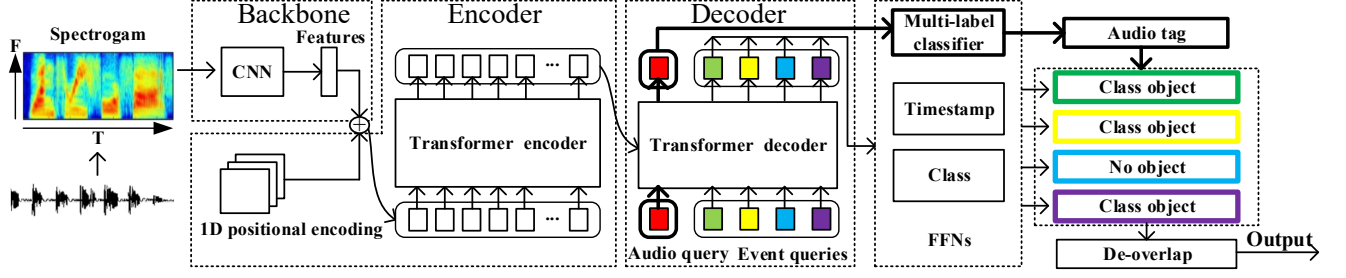 Backbone
Encoder
Decoder
Spectrogam
F
T
CNN
Features
1D positional encoding
...
Transformer encoder
...
Transformer decoder
Audio query
Event queries
Multi-label
classifier
Timestamp
Class
FFNs
Audio tag
Class object
Class object
No object
Class object
De-overlap
Output